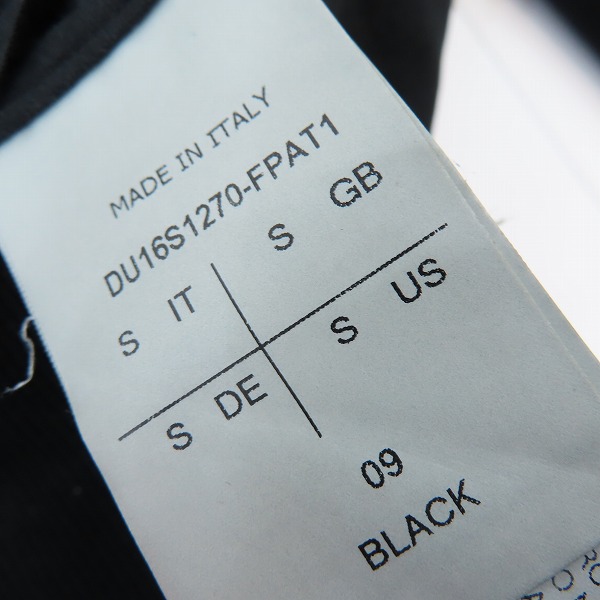 MADE IN ITALY
DU16S1270-FPAT1
S IT S GB
S DE S US
09
BLACK